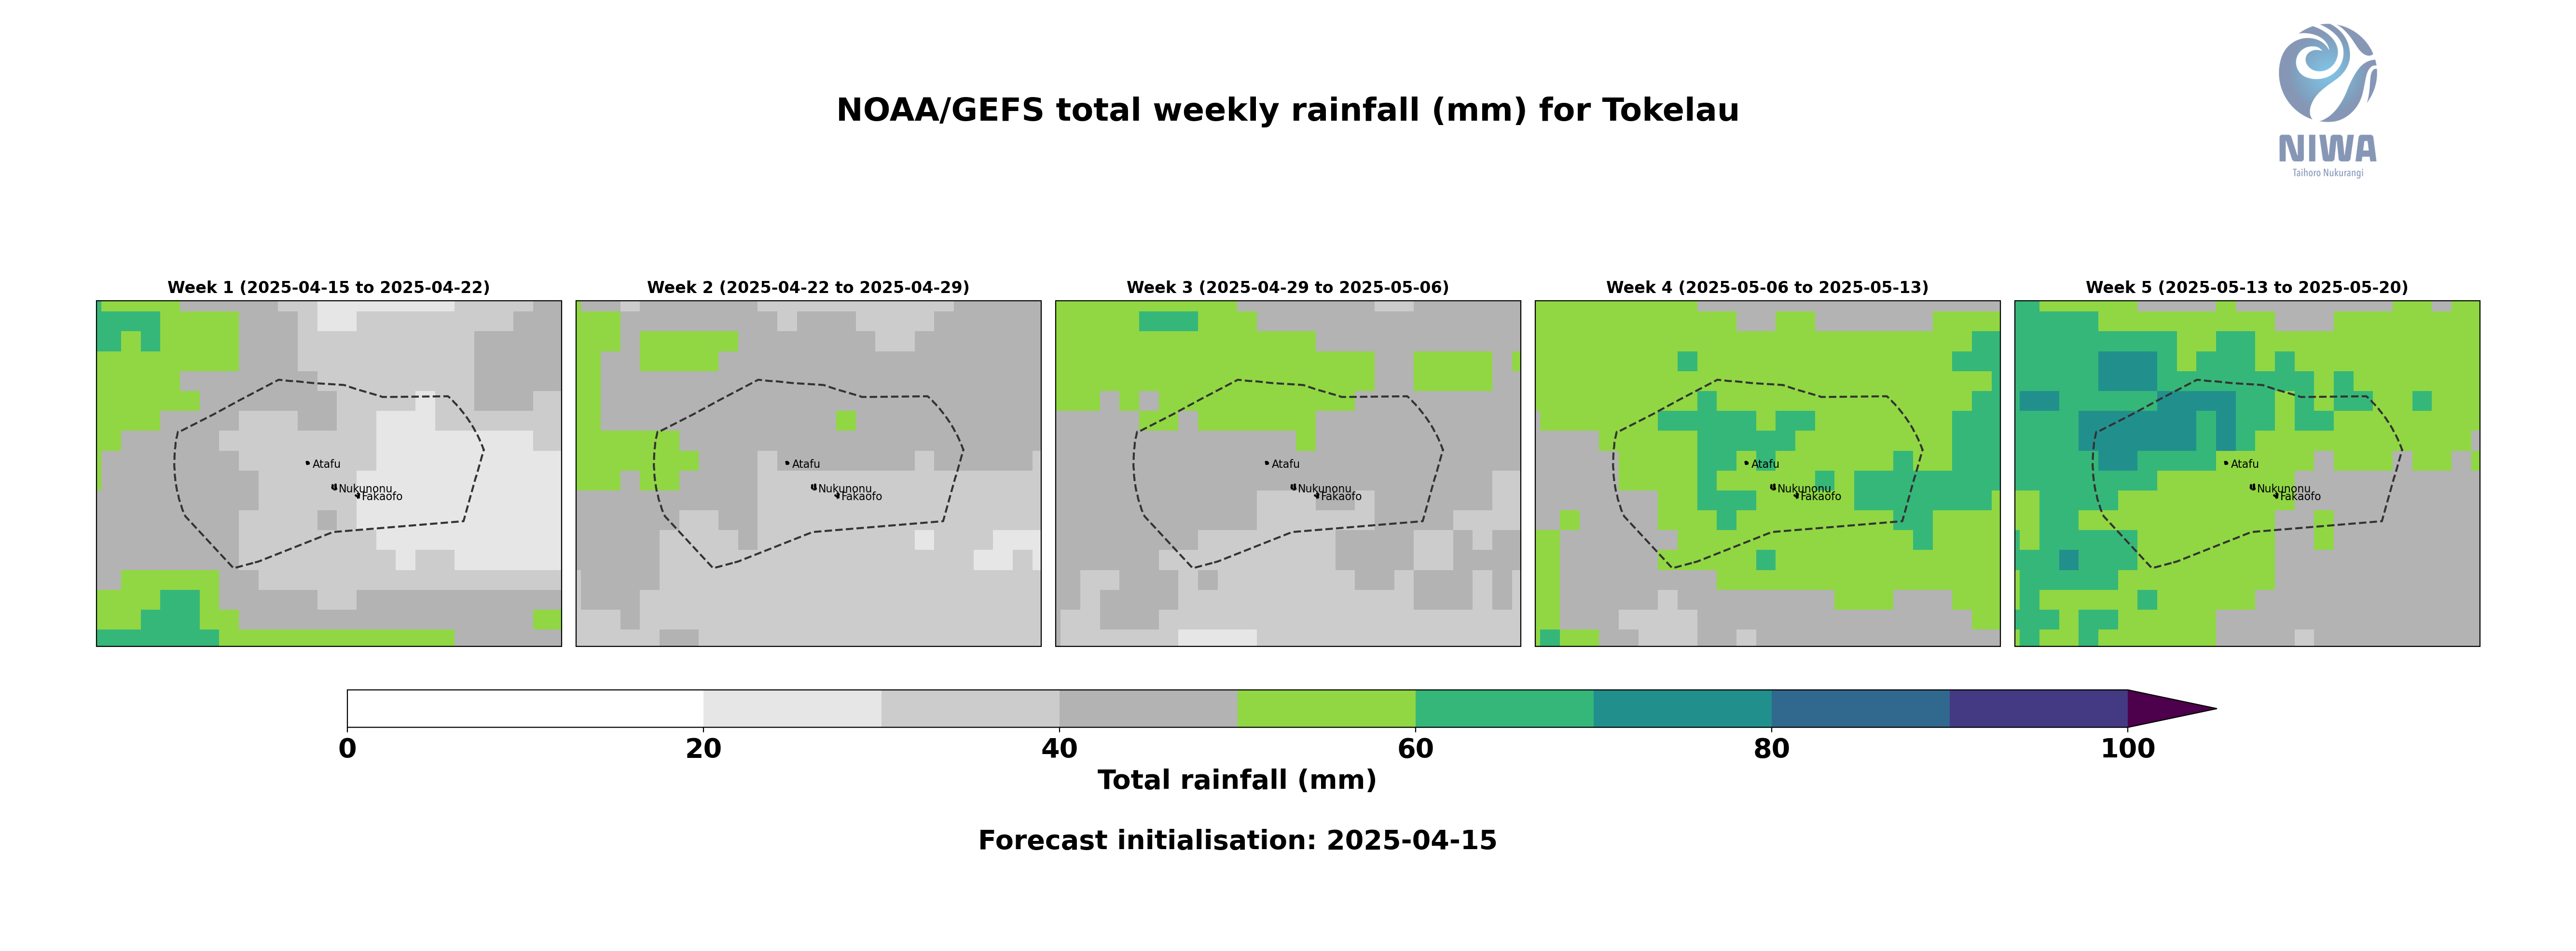 NOAA/GEFS total weekly rainfall (mm) for Tokelau
NIWA
Taihoro Nukurangi
Week 1 (2025-04-15 to 2025-04-22)
Week 2 (2025-04-22 to 2025-04-29)
Week 3 (2025-04-29 to 2025-05-06)
Week 4 (2025-05-06 to 2025-05-13)
Week 5 (2025-05-13 to 2025-05-20)
Atafu
Nukunonu
Fakaofo
Atafu
Nukunonu
Fakaofo
Atafu
Nukunonu
Fakaofo
Atafu
Nukunonu
Fakaofo
Atafu
Nukunonu
Fakaofo
0 20 40 60 80 100
Total rainfall (mm)
Forecast initialisation: 2025-04-15